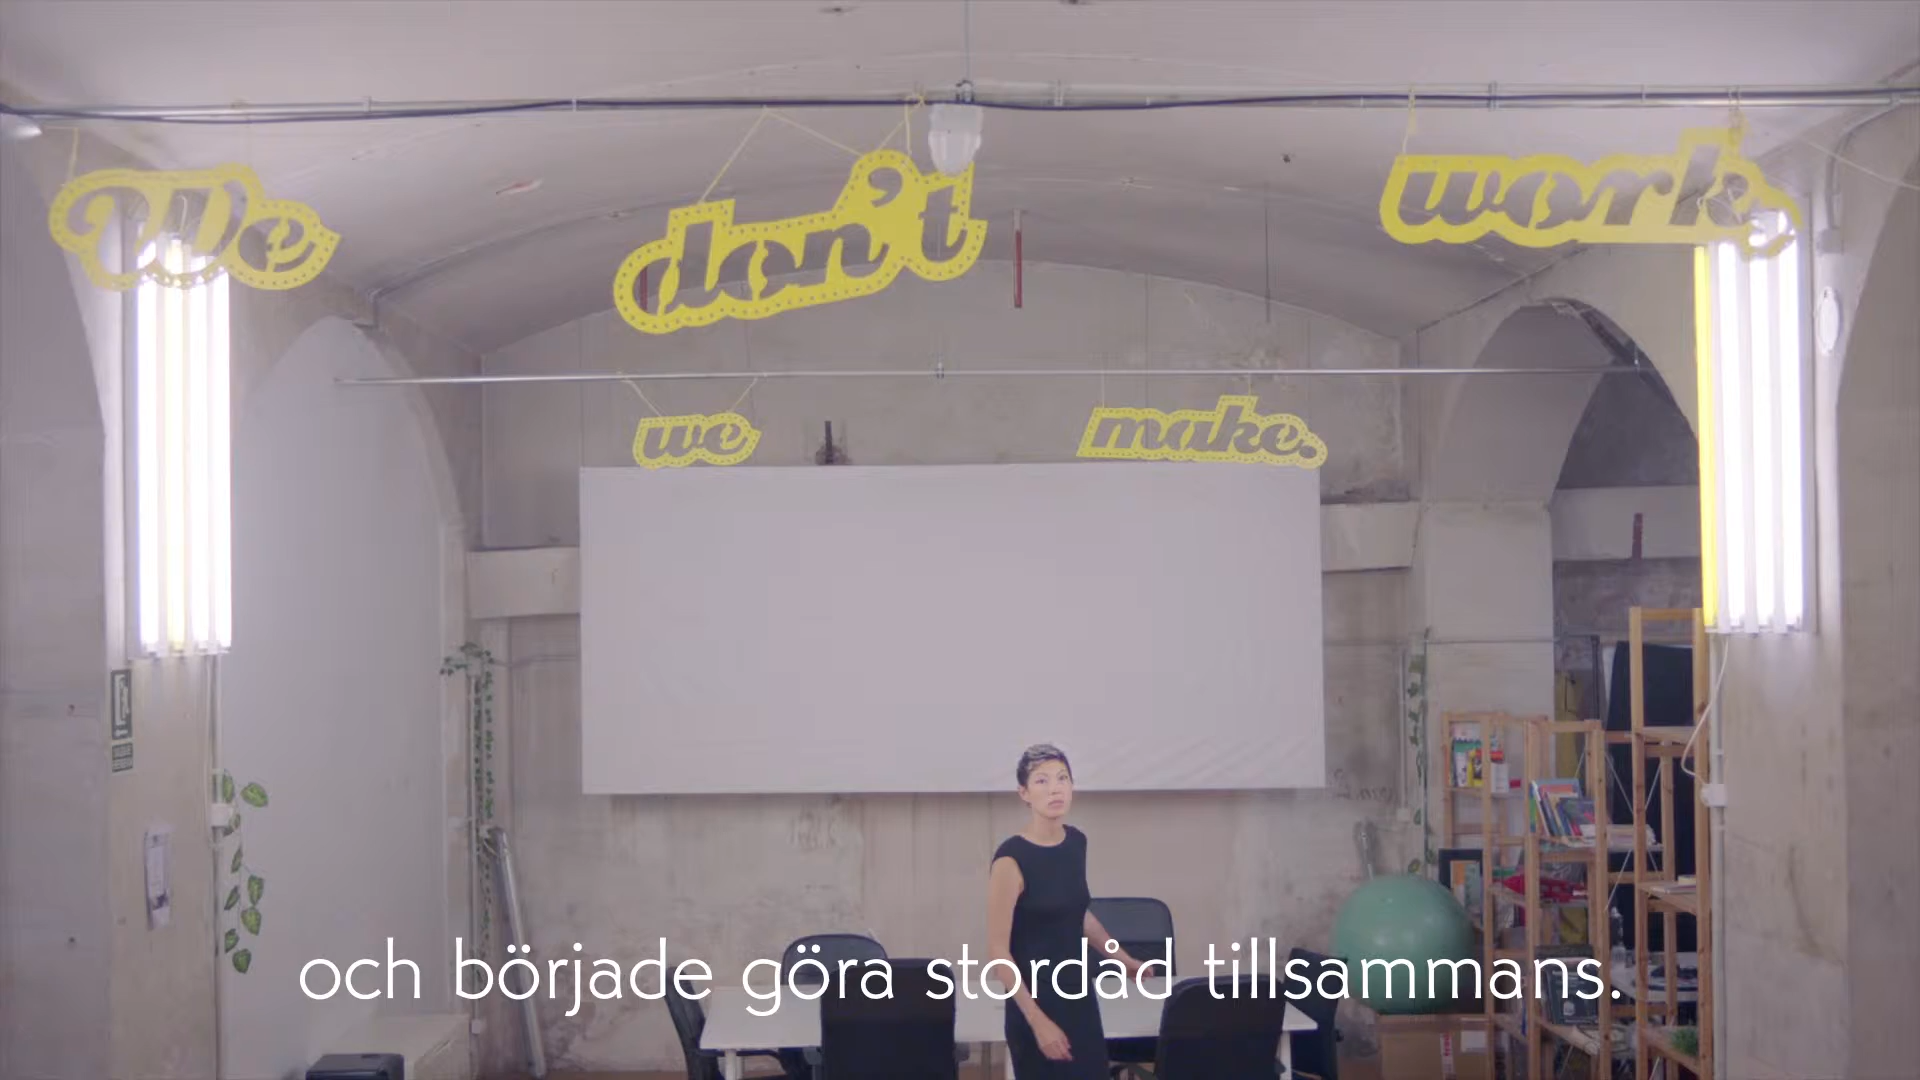 We don't work,
we make.
och började göra stordåd tillsammans.